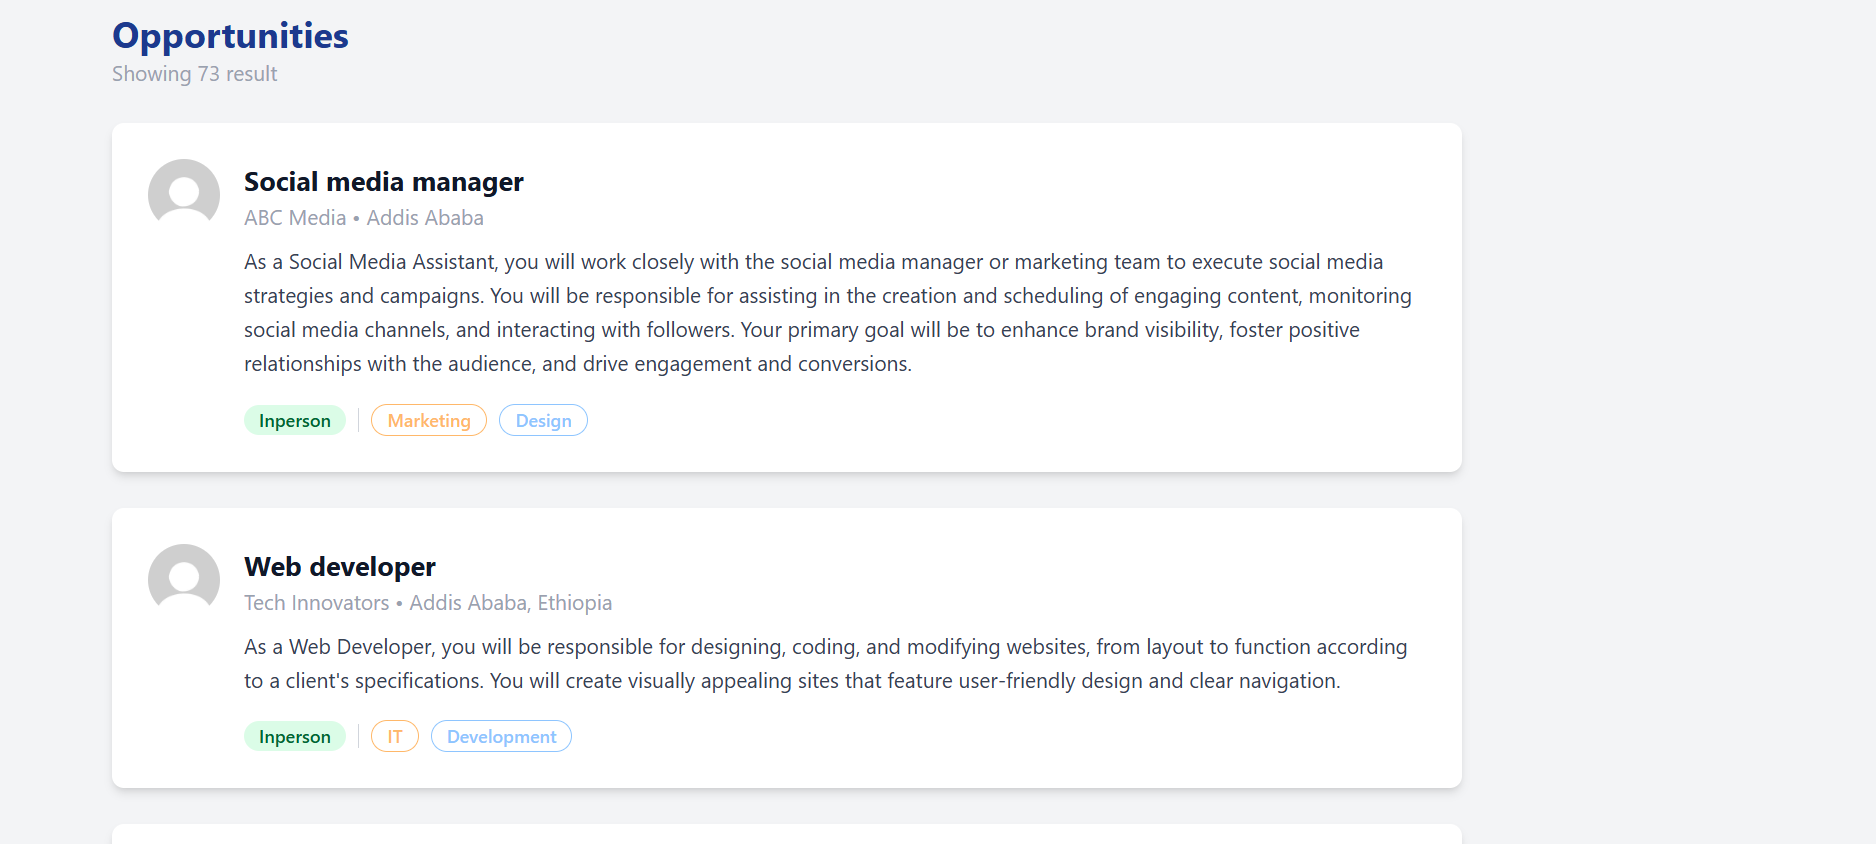 Opportunities
Showing 73 result
Social media manager
ABC Media • Addis Ababa
As a Social Media Assistant, you will work closely with the social media manager or marketing team to execute social media
strategies and campaigns. You will be responsible for assisting in the creation and scheduling of engaging content, monitoring
social media channels, and interacting with followers. Your primary goal will be to enhance brand visibility, foster positive
relationships with the audience, and drive engagement and conversions.
Inperson Marketing Design
Web developer
Tech Innovators • Addis Ababa, Ethiopia
As a Web Developer, you will be responsible for designing, coding, and modifying websites, from layout to function according
to a client's specifications. You will create visually appealing sites that feature user-friendly design and clear navigation.
Inperson IT Development